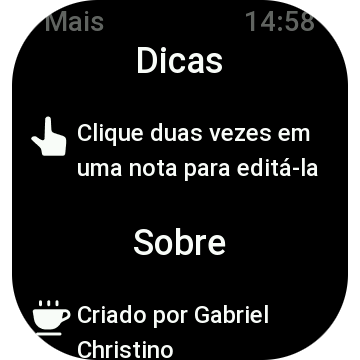 Mais 14:58
Dicas
Clique duas vezes em
uma nota para editá-la
Sobre
Criado por Gabriel
Christino